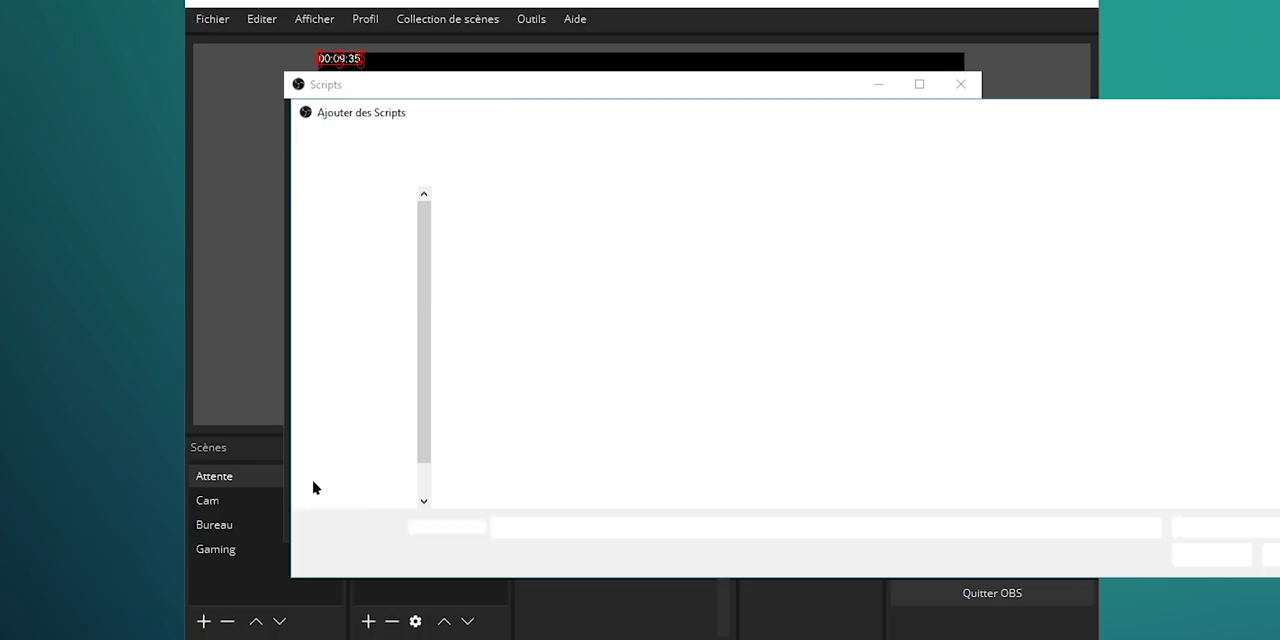 Fichier Editer Afficher Profil Collection de scènes Outils Aide
00:09:35
Scripts
Ajouter des Scripts
Scènes
Attente
Cam
Bureau
Gaming
Quitter OBS